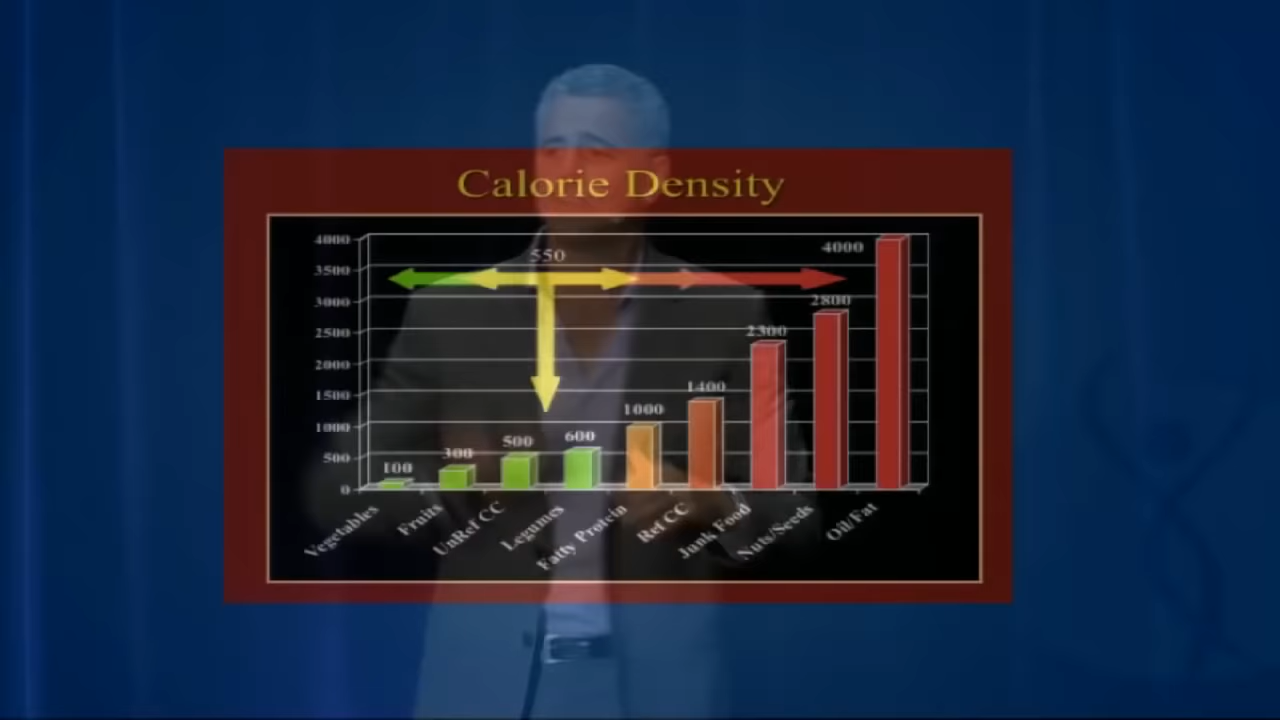 Calorie Density
4000
3500
3000
2500
2000
1500
1000
500
0
550
100
300
500
600
1000
1400
2300
2800
4000
Vegetables
Fruits
UnRef CC
Legumes
Fatty Protein
Ref CC
Junk Food
Nuts/Seeds
Oil/Fat